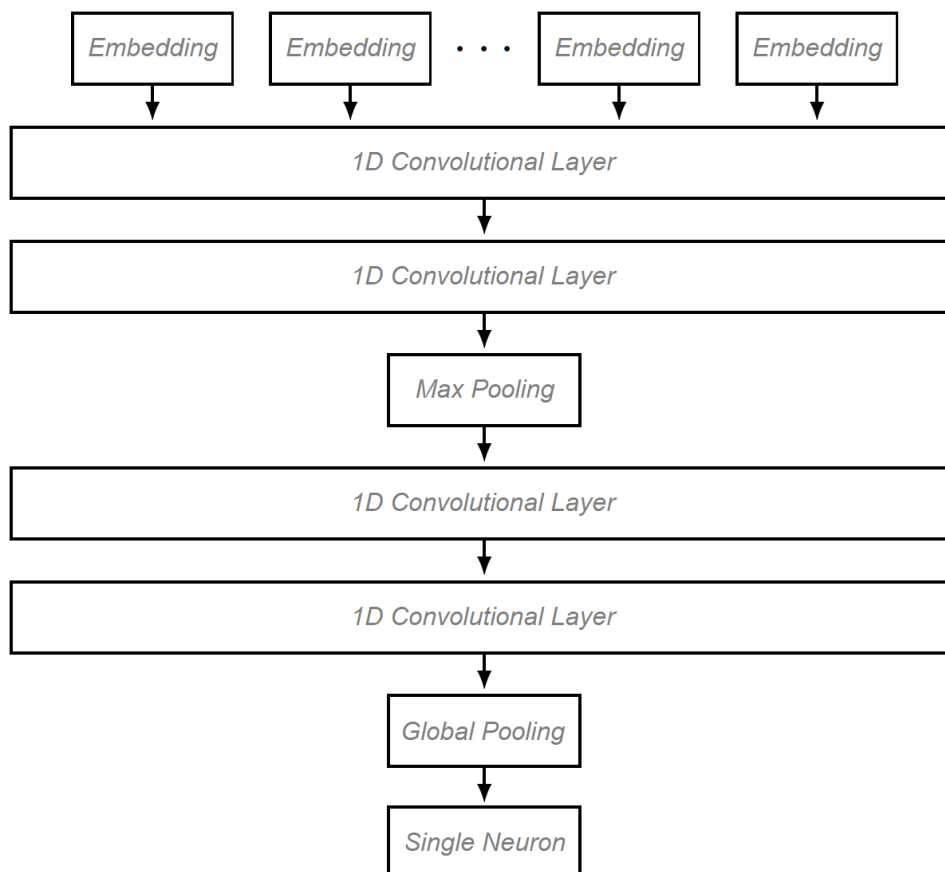 Embedding Embedding . . . Embedding Embedding
1D Convolutional Layer
1D Convolutional Layer
Max Pooling
1D Convolutional Layer
1D Convolutional Layer
Global Pooling
Single Neuron